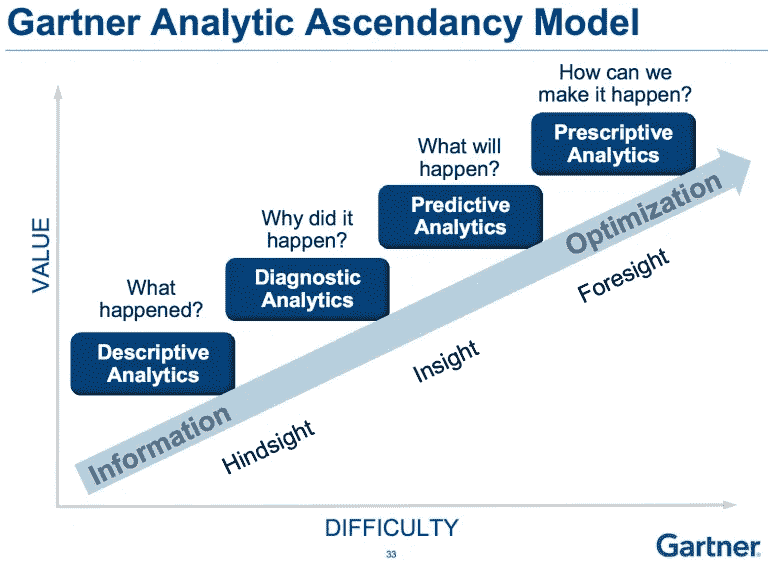 Gartner Analytic Ascendancy Model
How can we
make it happen?
Prescriptive
Analytics
What will
happen?
Predictive
Analytics
Why did it
happen?
Diagnostic
Analytics
What
happened?
Descriptive
Analytics
VALUE
Information
Optimization
Hindsight
Insight
Foresight
DIFFICULTY
33
Gartner